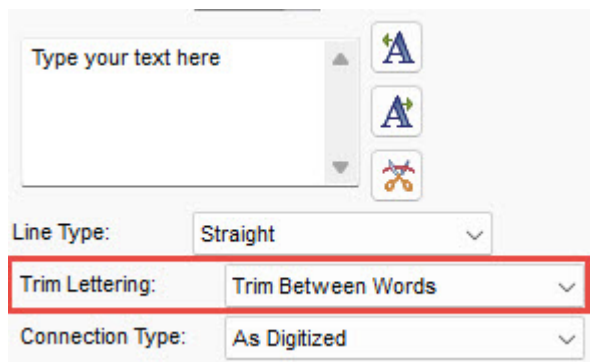 Type your text here
Line Type: Straight
Trim Lettering: Trim Between Words
Connection Type: As Digitized